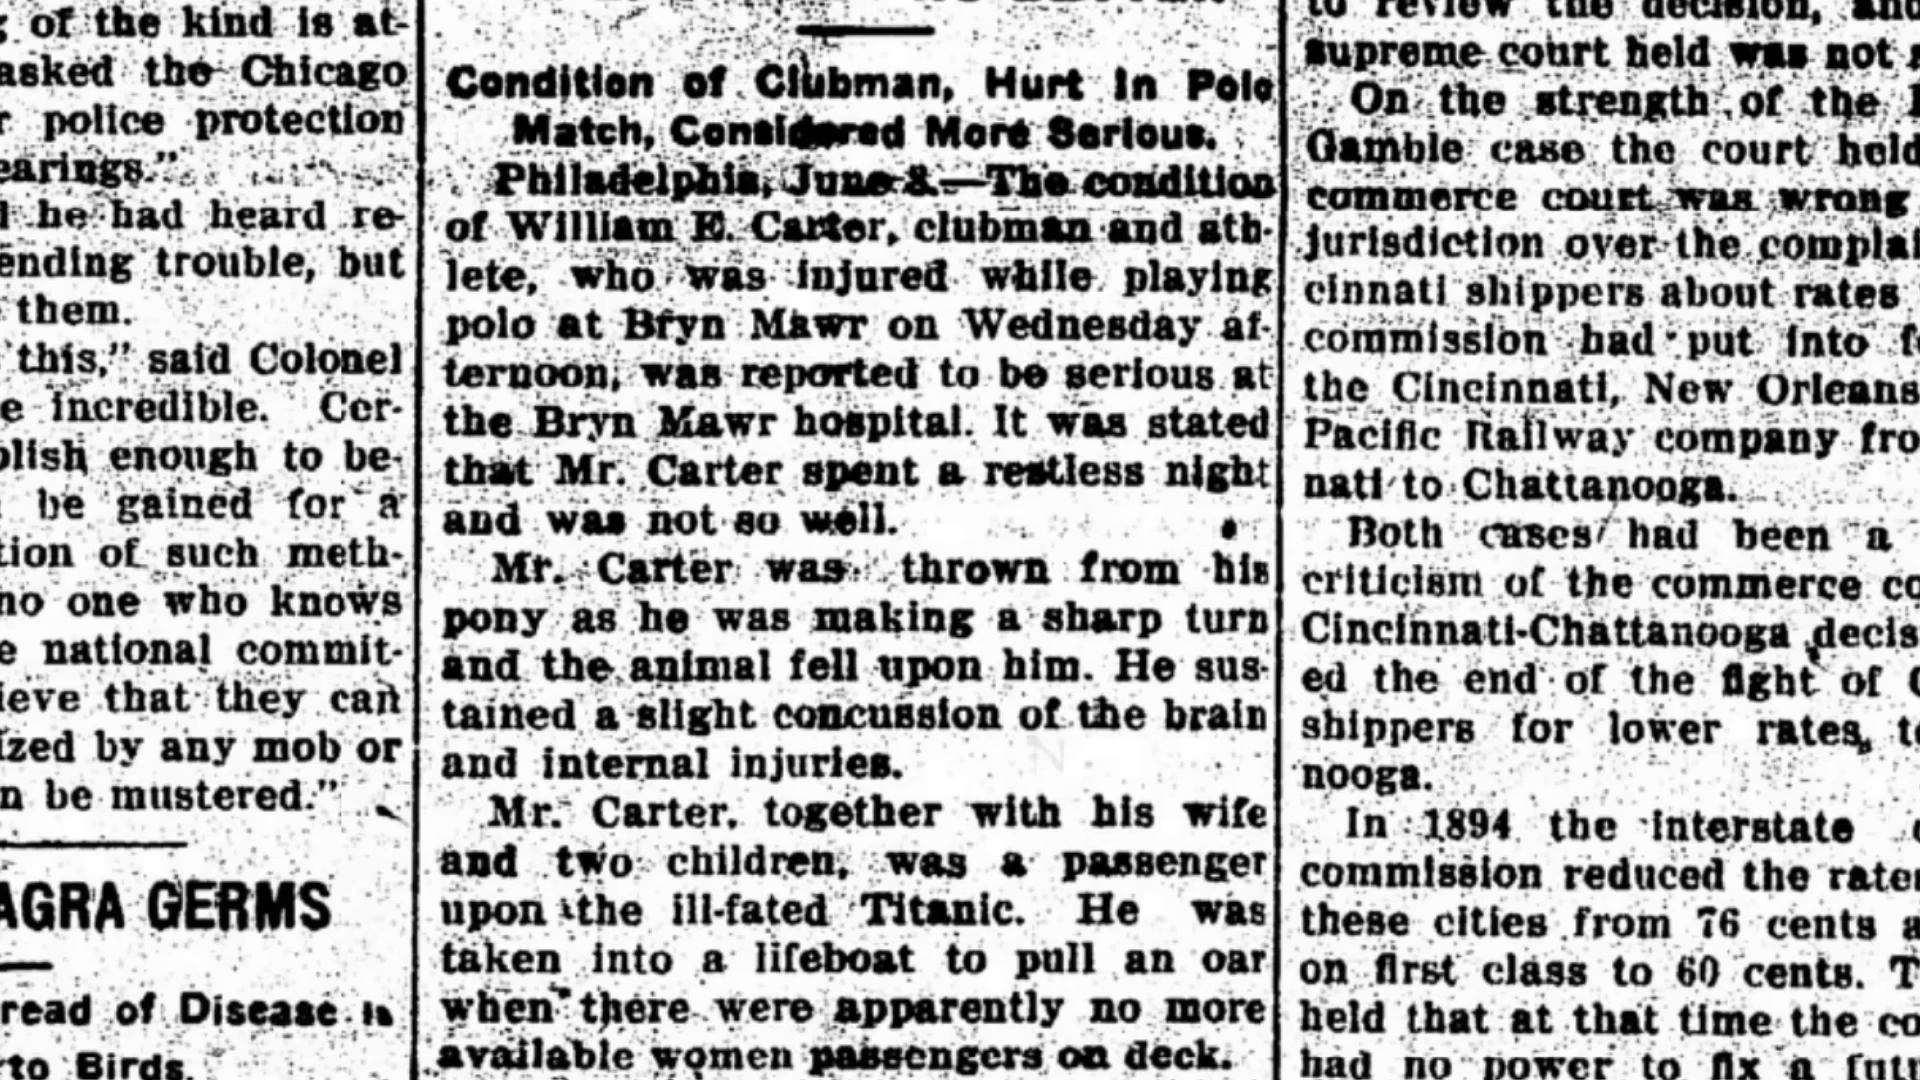 g of the kind is at-
asked the Chicago
r police protection
earings."
d he had heard re-
ending trouble, but
them.
this," said Colonel
e incredible. Cer-
olish enough to be-
be gained for a
tion of such meth-
no one who knows
e national commit-
ieve that they can
ized by any mob or
n be mustered."
AGRA GERMS
read of Disease is
to Birds.
Condition of Clubman, Hurt in Polo
Match, Considered More Serious.
Philadelphia, June 8.—The condition
of William E. Carter, clubman and ath-
lete, who was injured while playing
polo at Bryn Mawr on Wednesday af-
ternoon, was reported to be serious at
the Bryn Mawr hospital. It was stated
that Mr. Carter spent a restless night
and was not so well.
Mr. Carter was thrown from his
pony as he was making a sharp turn
and the animal fell upon him. He sus-
tained a slight concussion of the brain
and internal injuries.
Mr. Carter, together with his wife
and two children, was a passenger
upon the ill-fated Titanic. He was
taken into a lifeboat to pull an oar
when there were apparently no more
available women passengers on deck.
to review the decision, and
supreme court held was not
On the strength of the
Gamble case the court held
commerce court was wrong
jurisdiction over the complai
cinnati shippers about rates
commission had put into f
the Cincinnati, New Orleans
Pacific Railway company fro
nati to Chattanooga.
Both cases had been a
criticism of the commerce co
Cincinnati-Chattanooga decis
ed the end of the fight of
shippers for lower rates, t
nooga.
In 1894 the interstate
commission reduced the rates
these cities from 76 cents a
on first class to 60 cents. T
held that at that time the co
had no power to fix a futu